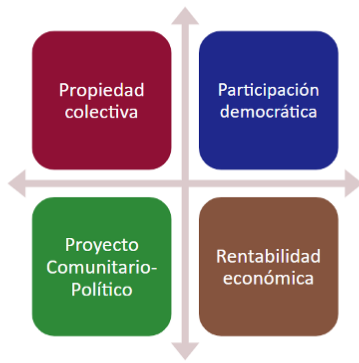 Propiedad
colectiva
Participación
democrática
Proyecto
Comunitario-
Político
Rentabilidad
económica